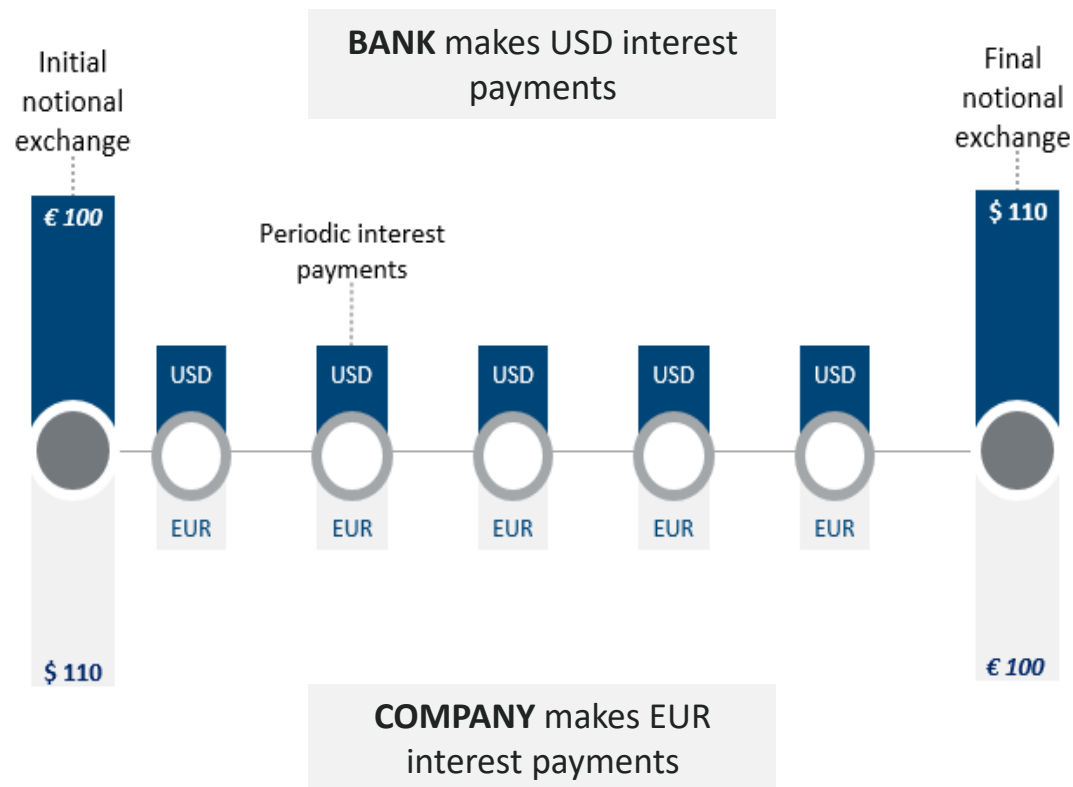 BANK makes USD interest
payments
Initial
notional
exchange
Final
notional
exchange
€ 100
$ 110
Periodic interest
payments
USD
USD
USD
USD
USD
EUR
EUR
EUR
EUR
EUR
$ 110
€ 100
COMPANY makes EUR
interest payments